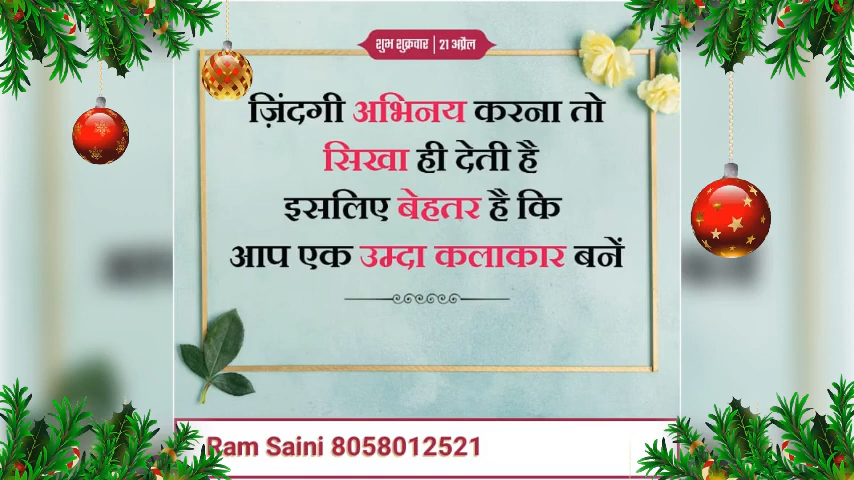 शुभ शुक्रवार | 21 अप्रैल
ज़िंदगी अभिनय करना तो
सिखा ही देती है
इसलिए बेहतर है कि
आप एक उम्दा कलाकार बनें
Ram Saini 8058012521